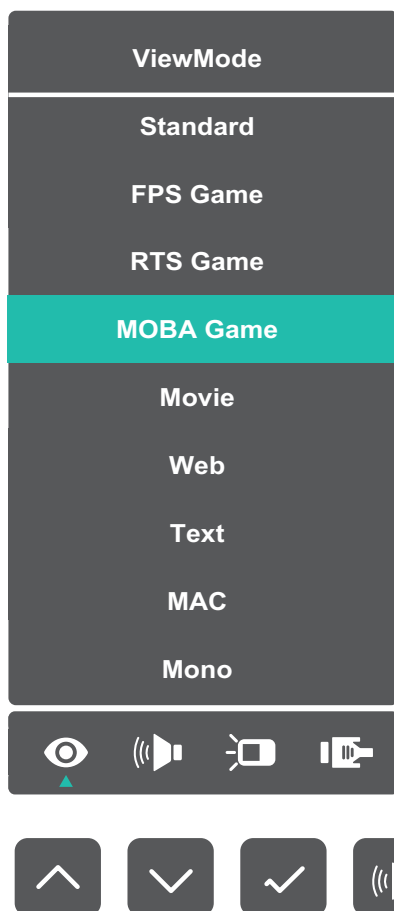 ViewMode
Standard
FPS Game
RTS Game
MOBA Game
Movie
Web
Text
MAC
Mono